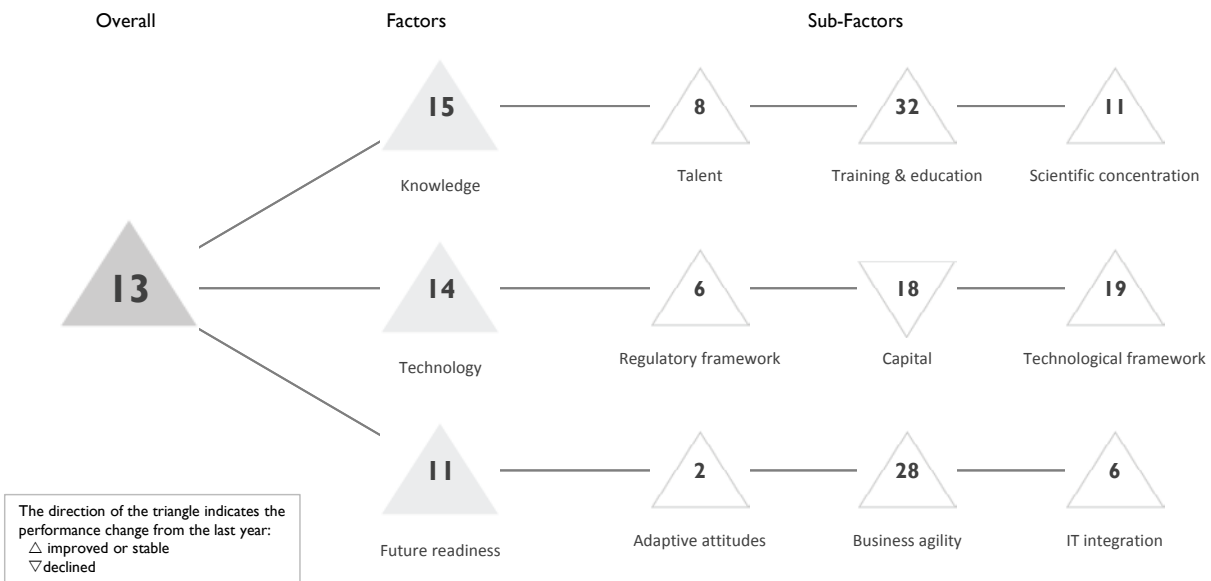 Overall Factors Sub-Factors
15 8 32 11
Knowledge Talent Training & education Scientific concentration
13
14 6 18 19
Technology Regulatory framework Capital Technological framework
11 2 28 6
Future readiness Adaptive attitudes Business agility IT integration
The direction of the triangle indicates the
performance change from the last year:
△ improved or stable
▽ declined